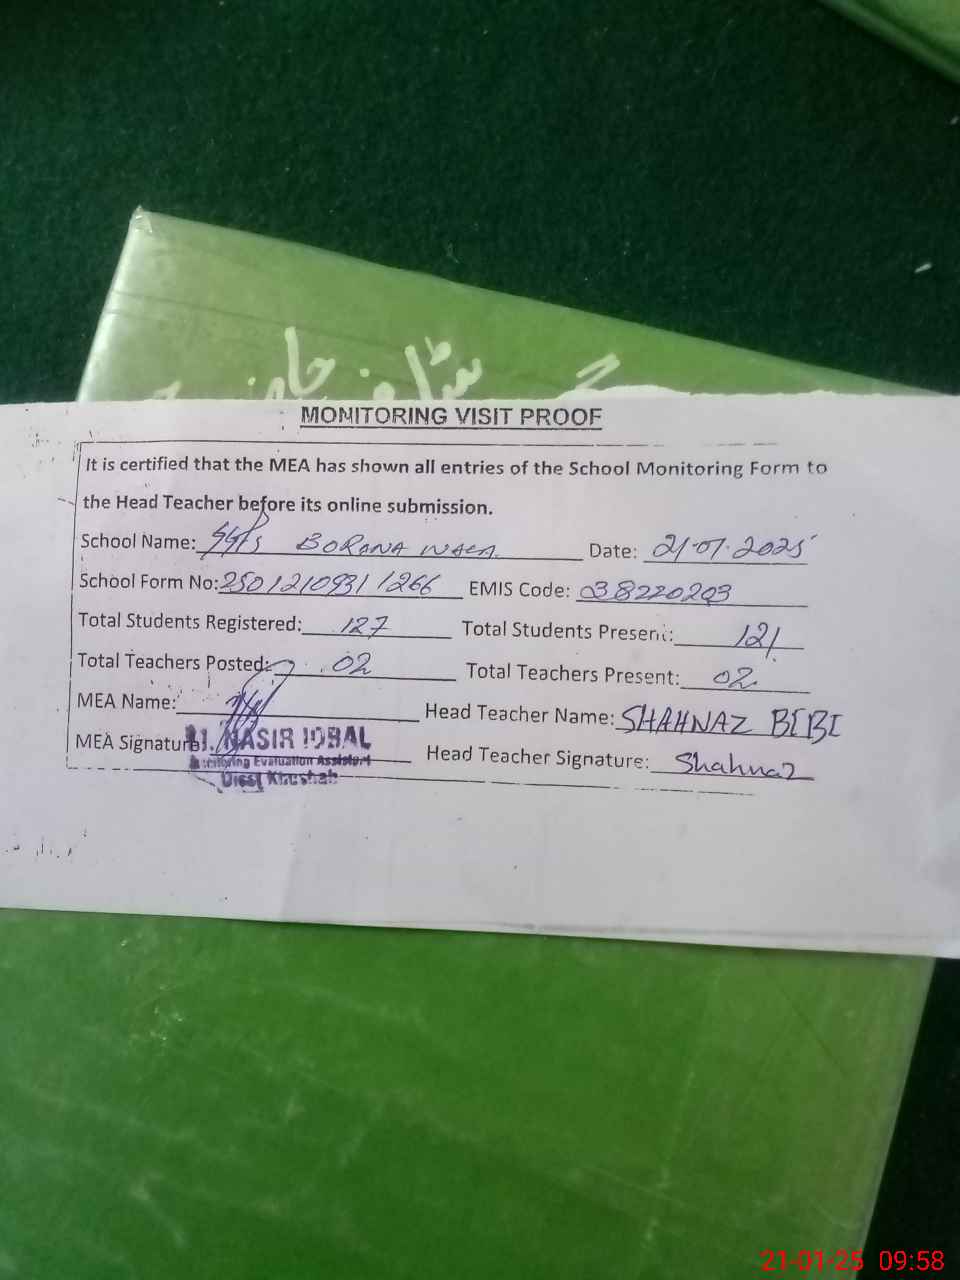 سٹاف
MONITORING VISIT PROOF
It is certified that the MEA has shown all entries of the School Monitoring Form to
the Head Teacher before its online submission.
School Name: GGPS BORANA WALA Date: 21-01-2025
School Form No: 25012109311266 EMIS Code: 38220203
Total Students Registered: 127 Total Students Present: 121
Total Teachers Posted: 02 Total Teachers Present: 02
MEA Name: Head Teacher Name: SHAHNAZ BIBI
MEA Signature: Head Teacher Signature: Shahnaz
M. NASIR IQBAL
Monitoring Evaluation Assistant
Distt Khushab
21-01-25 09:58